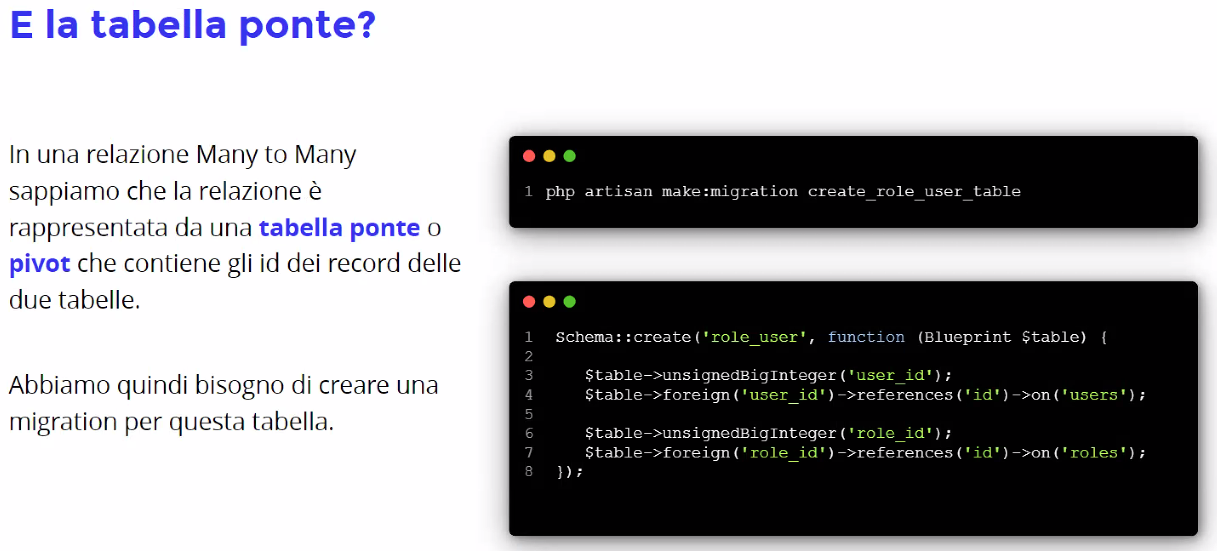 E la tabella ponte?
In una relazione Many to Many
sappiamo che la relazione è
rappresentata da una tabella ponte o
pivot che contiene gli id dei record delle
due tabelle.
Abbiamo quindi bisogno di creare una
migration per questa tabella.
1 php artisan make:migration create_role_user_table
1 Schema::create('role_user', function (Blueprint $table) {
2
3 $table->unsignedBigInteger('user_id');
4 $table->foreign('user_id')->references('id')->on('users');
5
6 $table->unsignedBigInteger('role_id');
7 $table->foreign('role_id')->references('id')->on('roles');
8 });